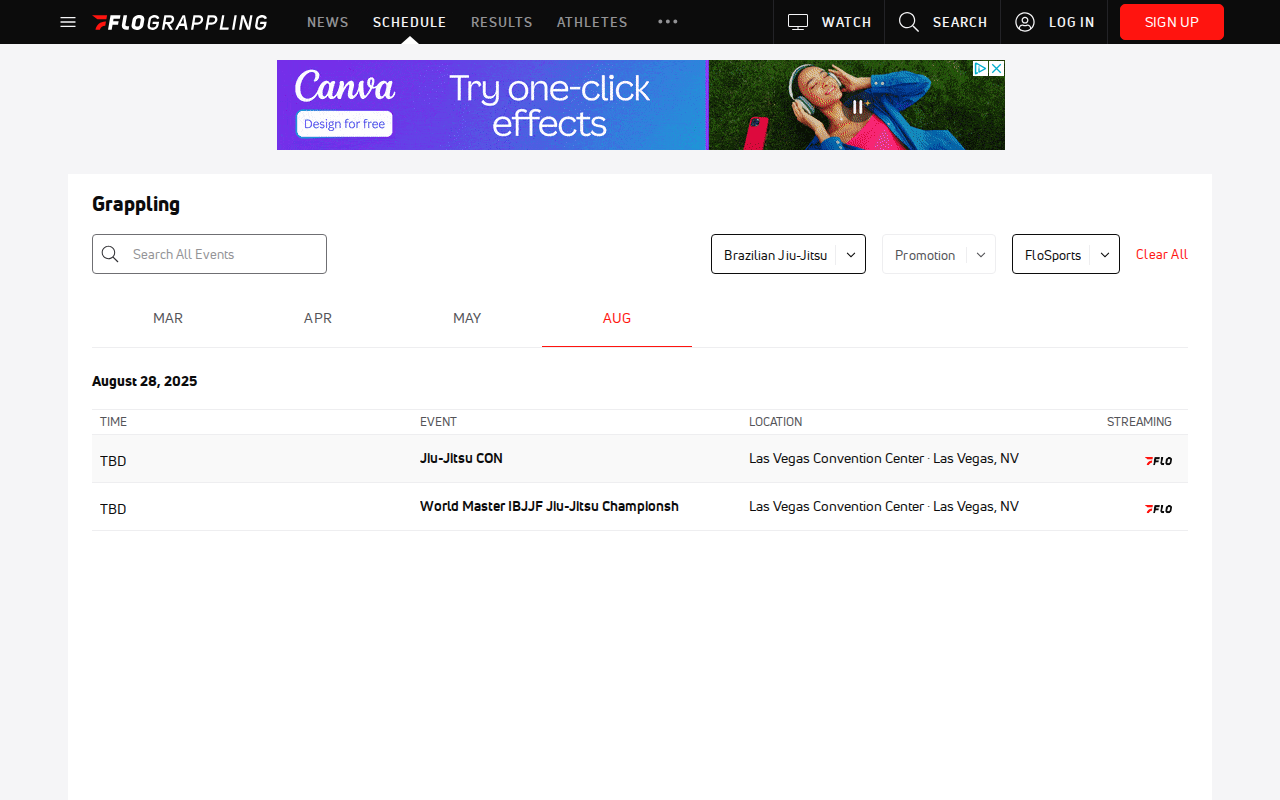 FLOGRAPPLING NEWS SCHEDULE RESULTS ATHLETES WATCH SEARCH LOG IN SIGN UP
Canva
Design for free
Try one-click
effects
Grappling
Search All Events Brazilian Jiu-Jitsu Promotion FloSports Clear All
MAR APR MAY AUG
August 28, 2025
TIME EVENT LOCATION STREAMING
TBD Jiu-Jitsu CON Las Vegas Convention Center · Las Vegas, NV FLO
TBD World Master IBJJF Jiu-Jitsu Championsh Las Vegas Convention Center · Las Vegas, NV FLO